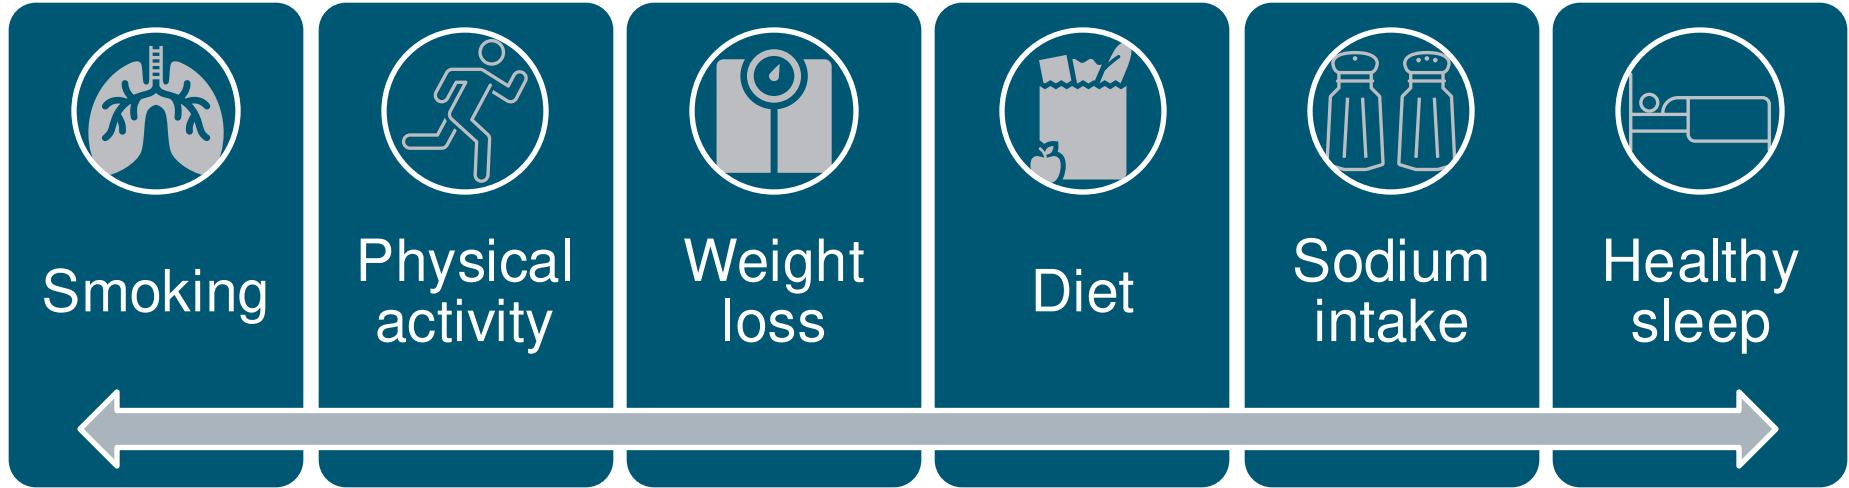 Smoking
Physical
activity
Weight
loss
Diet
Sodium
intake
Healthy
sleep